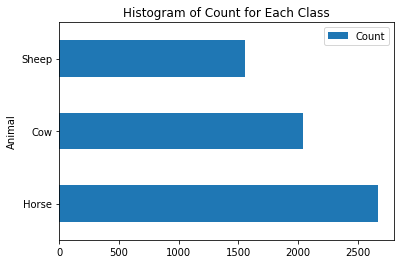 Histogram of Count for Each Class
Count
Animal
Sheep
Cow
Horse
0 500 1000 1500 2000 2500